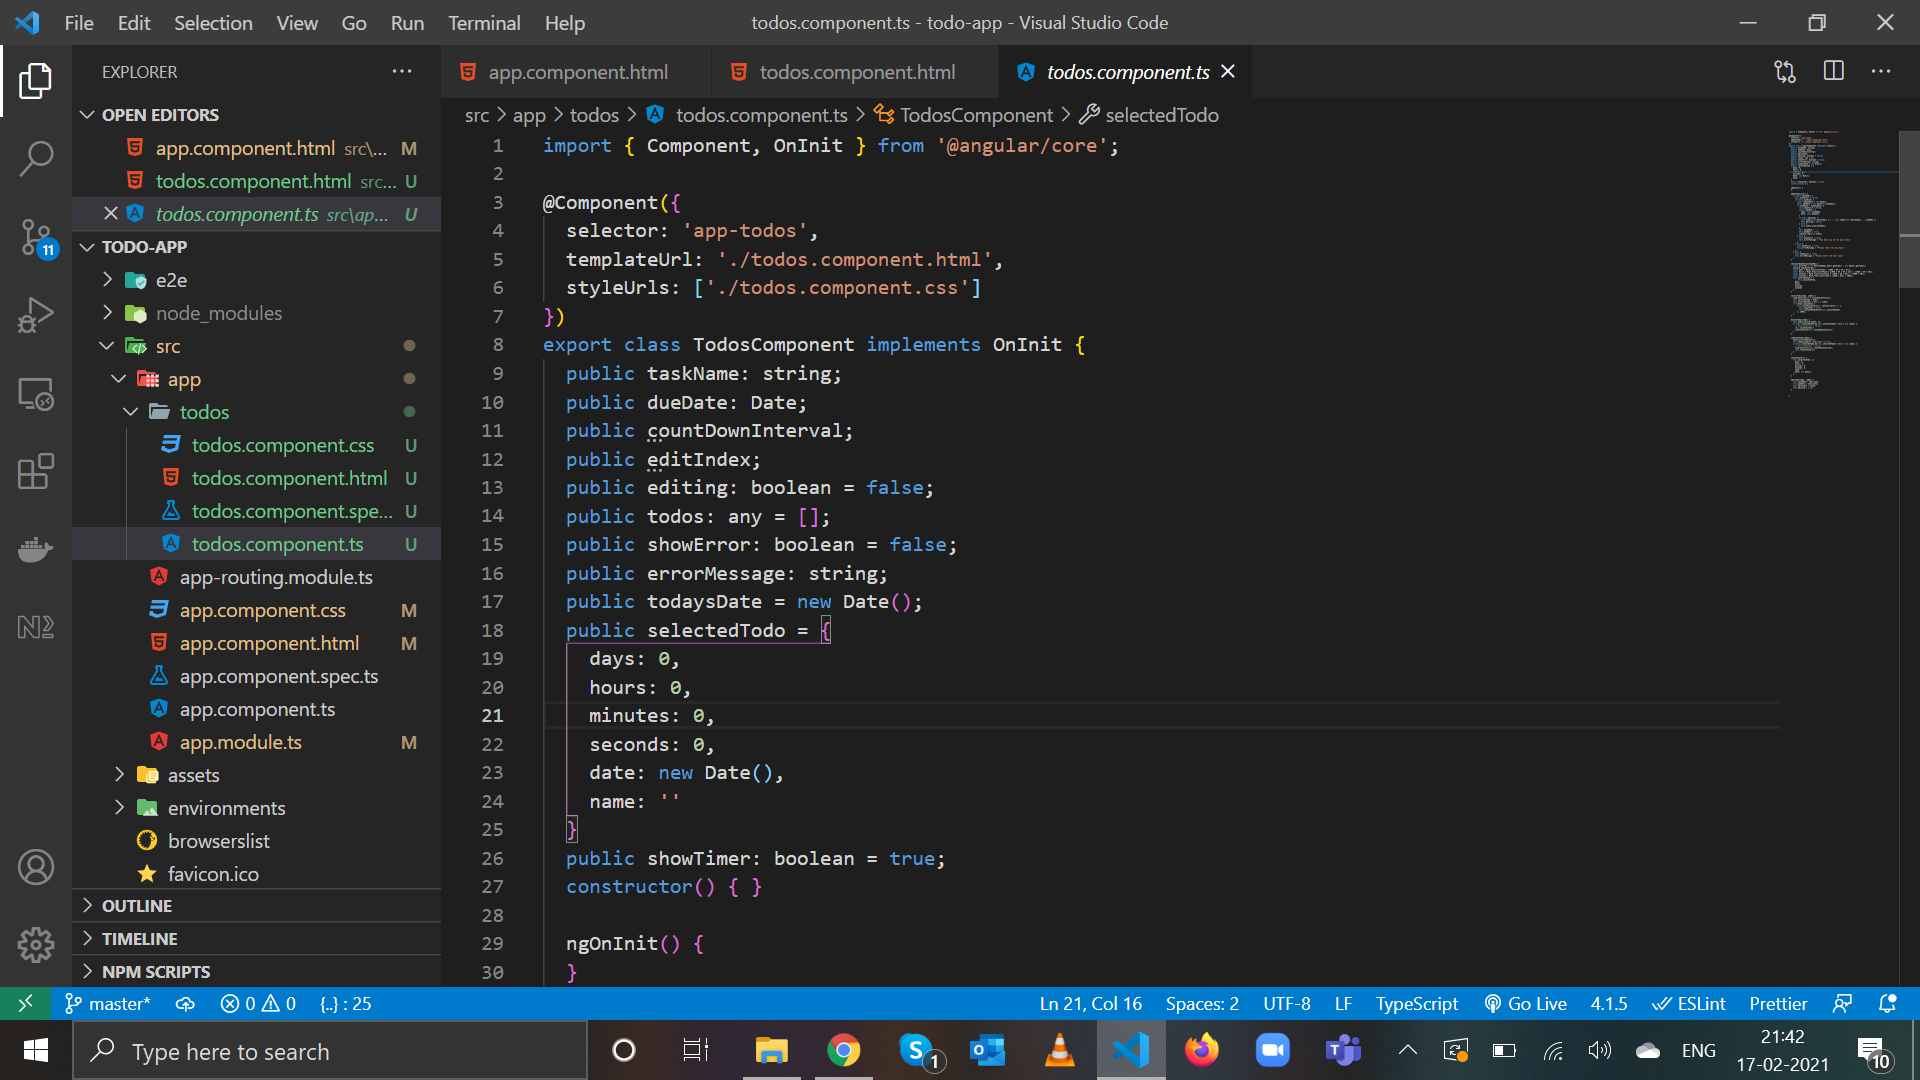 File Edit Selection View Go Run Terminal Help
todos.component.ts - todo-app - Visual Studio Code
EXPLORER
OPEN EDITORS
app.component.html src\... M
todos.component.html src... U
todos.component.ts src\ap... U
TODO-APP
e2e
node_modules
src
app
todos
todos.component.css U
todos.component.html U
todos.component.spe... U
todos.component.ts U
app-routing.module.ts
app.component.css M
app.component.html M
app.component.spec.ts
app.component.ts
app.module.ts M
assets
environments
browserslist
favicon.ico
OUTLINE
TIMELINE
NPM SCRIPTS
11
app.component.html
todos.component.html
todos.component.ts
src > app > todos > todos.component.ts > TodosComponent > selectedTodo
1 import { Component, OnInit } from '@angular/core';
2
3 @Component({
4 selector: 'app-todos',
5 templateUrl: './todos.component.html',
6 styleUrls: ['./todos.component.css']
7 })
8 export class TodosComponent implements OnInit {
9 public taskName: string;
10 public dueDate: Date;
11 public countDownInterval;
12 public editIndex;
13 public editing: boolean = false;
14 public todos: any = [];
15 public showError: boolean = false;
16 public errorMessage: string;
17 public todaysDate = new Date();
18 public selectedTodo = {
19 days: 0,
20 hours: 0,
21 minutes: 0,
22 seconds: 0,
23 date: new Date(),
24 name: ''
25 }
26 public showTimer: boolean = true;
27 constructor() { }
28
29 ngOnInit() {
30 }
master* 0 0 {..} : 25
Ln 21, Col 16 Spaces: 2 UTF-8 LF TypeScript Go Live 4.1.5 ESLint Prettier
Type here to search
1
ENG
21:42
17-02-2021
10